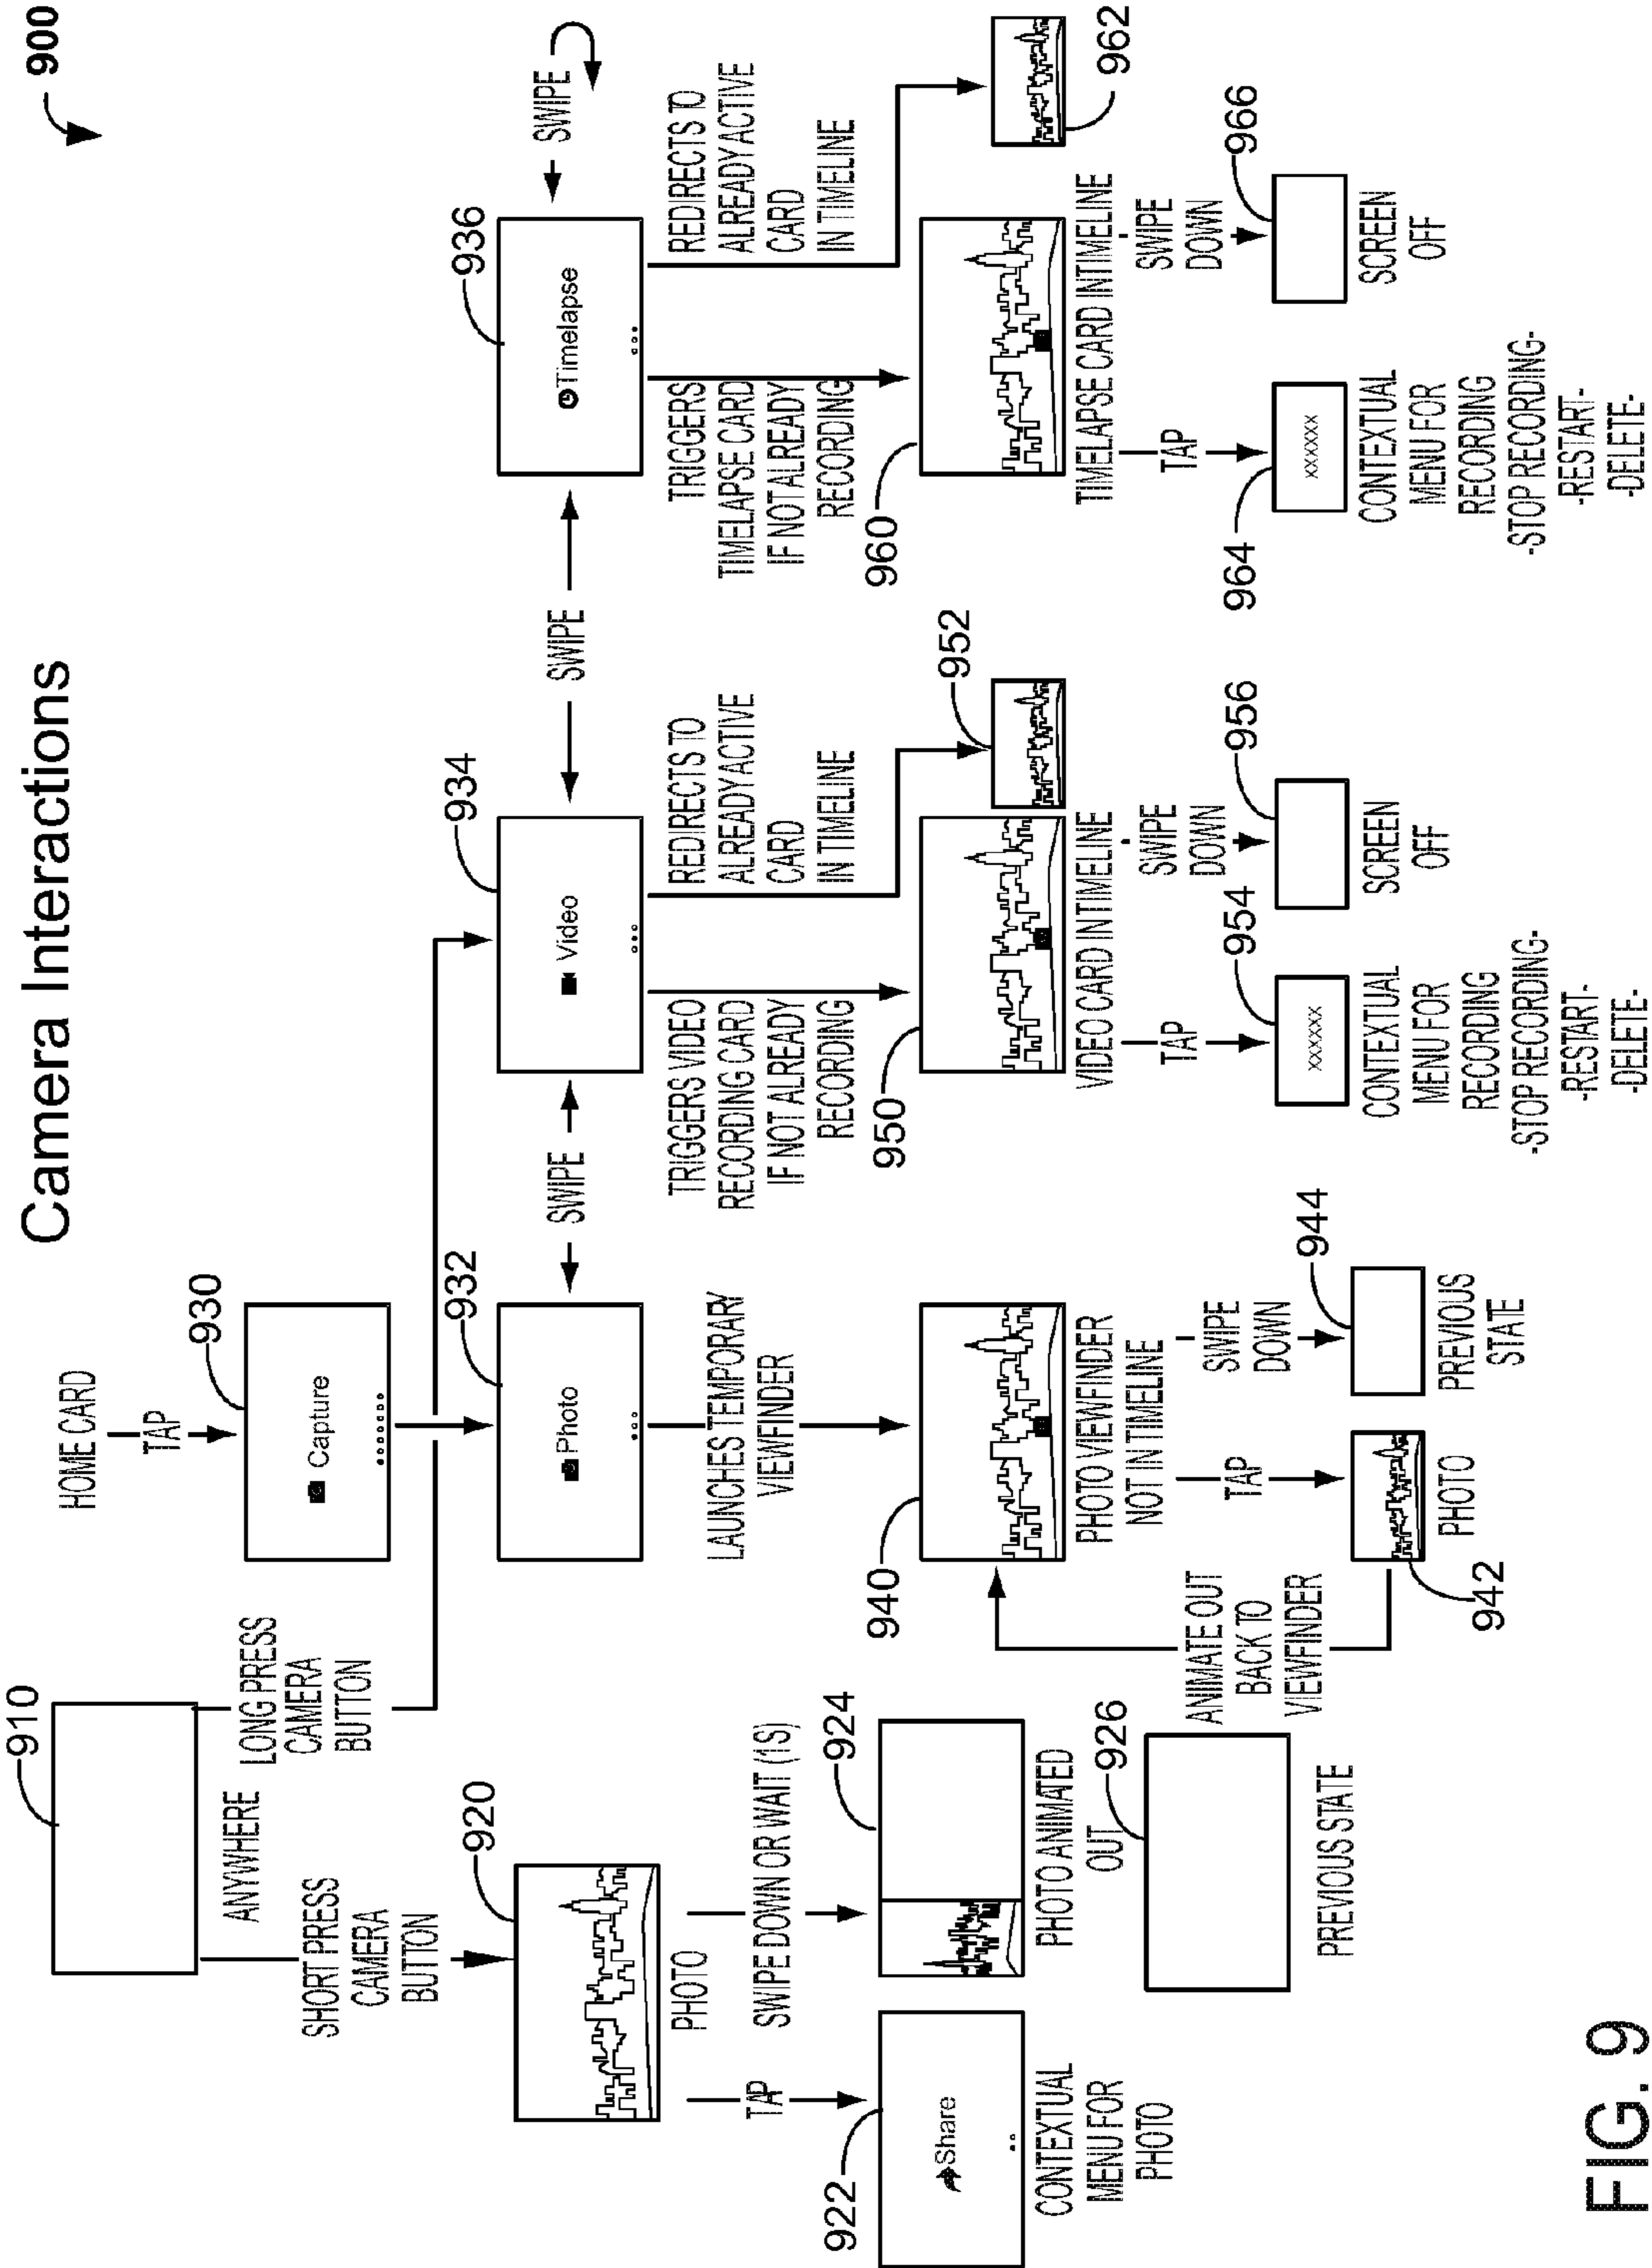 Camera Interactions
900
910
ANYWHERE
SHORT PRESS
CAMERA
BUTTON
LONG PRESS
CAMERA
BUTTON
HOME CARD
TAP
930
Capture
920
PHOTO
TAP
SWIPE DOWN OR WAIT (1S)
922
Share
CONTEXTUAL
MENU FOR
PHOTO
924
PHOTO ANIMATED
OUT
926
PREVIOUS STATE
932
Photo
SWIPE
934
Video
SWIPE
936
Timelapse
SWIPE
LAUNCHES TEMPORARY
VIEWFINDER
940
PHOTO VIEWFINDER
NOT IN TIMELINE
TAP
SWIPE
DOWN
ANIMATE OUT
BACK TO
VIEWFINDER
942
PHOTO
944
PREVIOUS
STATE
TRIGGERS VIDEO
RECORDING CARD
IF NOT ALREADY
RECORDING
REDIRECTS TO
ALREADY ACTIVE
CARD
IN TIMELINE
950
952
VIDEO CARD IN TIMELINE
TAP
SWIPE
DOWN
954
XXXXXX
CONTEXTUAL
MENU FOR
RECORDING
-STOP RECORDING-
-RESTART-
-DELETE-
956
SCREEN
OFF
TRIGGERS
TIMELAPSE CARD
IF NOT ALREADY
RECORDING
REDIRECTS TO
ALREADY ACTIVE
CARD
IN TIMELINE
960
962
TIMELAPSE CARD IN TIMELINE
TAP
SWIPE
DOWN
964
XXXXXX
CONTEXTUAL
MENU FOR
RECORDING
-STOP RECORDING-
-RESTART-
-DELETE-
966
SCREEN
OFF
FIG. 9